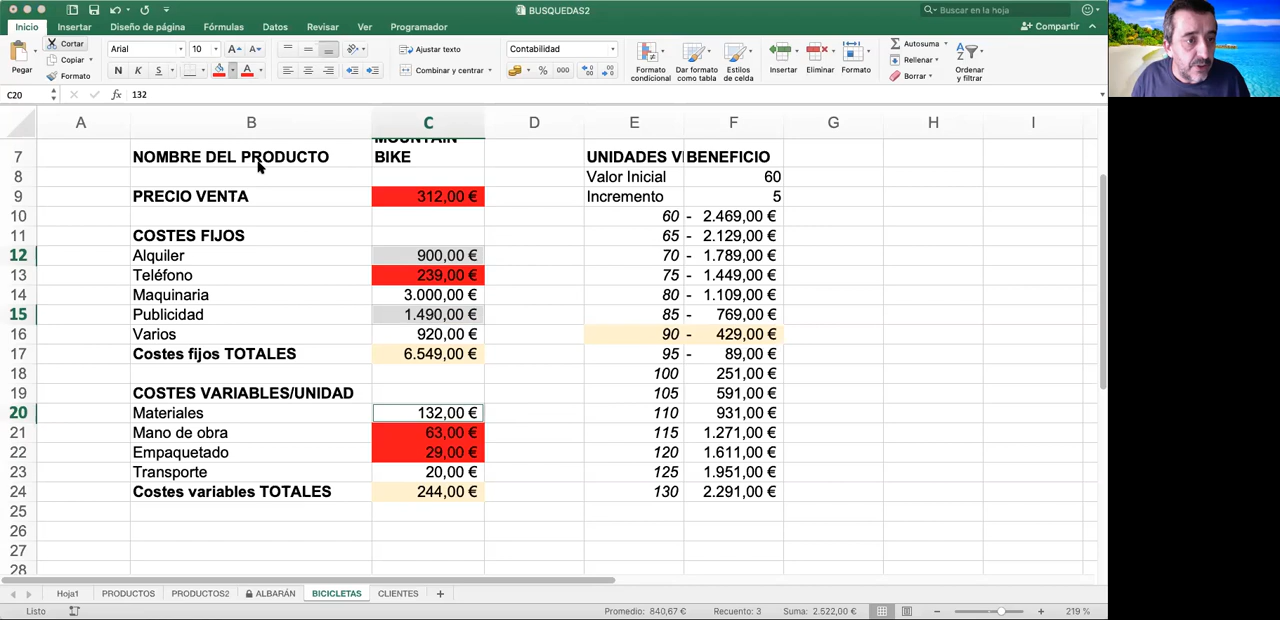 BUSQUEDAS2
Buscar en la hoja
Inicio Insertar Diseño de página Fórmulas Datos Revisar Ver Programador
Compartir
Pegar
Cortar
Copiar
Formato
Arial 10
A A
N K S A
Ajustar texto
Combinar y centrar
Contabilidad
% 000
Formato condicional
Dar formato como tabla
Estilos de celda
Insertar
Eliminar
Formato
Autosuma
Rellenar
Borrar
Ordenar y filtrar
C20 fx 132
A B C D E F G H I
MOUNTAIN
7 NOMBRE DEL PRODUCTO BIKE UNIDADES V BENEFICIO
8 Valor Inicial 60
9 PRECIO VENTA 312,00 € Incremento 5
10 60 - 2.469,00 €
11 COSTES FIJOS 65 - 2.129,00 €
12 Alquiler 900,00 € 70 - 1.789,00 €
13 Teléfono 239,00 € 75 - 1.449,00 €
14 Maquinaria 3.000,00 € 80 - 1.109,00 €
15 Publicidad 1.490,00 € 85 - 769,00 €
16 Varios 920,00 € 90 - 429,00 €
17 Costes fijos TOTALES 6.549,00 € 95 - 89,00 €
18 100 251,00 €
19 COSTES VARIABLES/UNIDAD 105 591,00 €
20 Materiales 132,00 € 110 931,00 €
21 Mano de obra 63,00 € 115 1.271,00 €
22 Empaquetado 29,00 € 120 1.611,00 €
23 Transporte 20,00 € 125 1.951,00 €
24 Costes variables TOTALES 244,00 € 130 2.291,00 €
25
26
27
28
Hoja1 PRODUCTOS PRODUCTOS2 ALBARÁN BICICLETAS CLIENTES +
Listo Promedio: 840,67 € Recuento: 3 Suma: 2.522,00 € - + 219 %